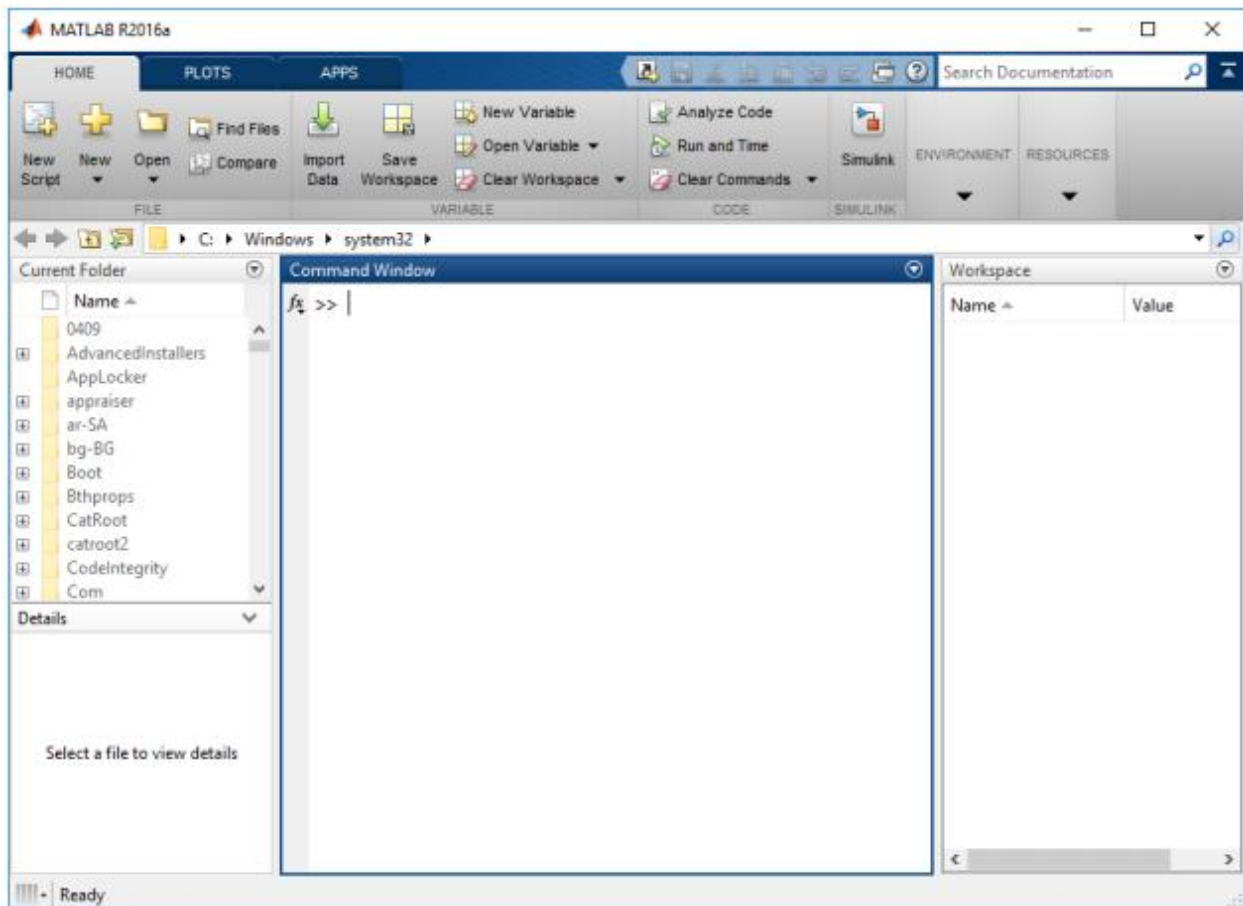 MATLAB R2016a
HOME PLOTS APPS Search Documentation
New Script
New
Open
Find Files
Compare
Import Data
Save Workspace
New Variable
Open Variable
Clear Workspace
Analyze Code
Run and Time
Clear Commands
Simulink
ENVIRONMENT
RESOURCES
FILE VARIABLE CODE SIMULINK
C: Windows system32
Current Folder
Name
0409
AdvancedInstallers
AppLocker
appraiser
ar-SA
bg-BG
Boot
Bthprops
CatRoot
catroot2
CodeIntegrity
Com
Details
Select a file to view details
Command Window
fx >>
Workspace
Name Value
Ready